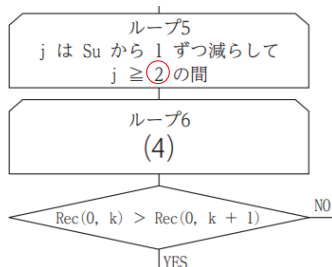 ループ5
j は Su から 1 ずつ減らして
j ≧ 2 の間
ループ6
(4)
Rec(0, k) > Rec(0, k + 1)
NO
YES